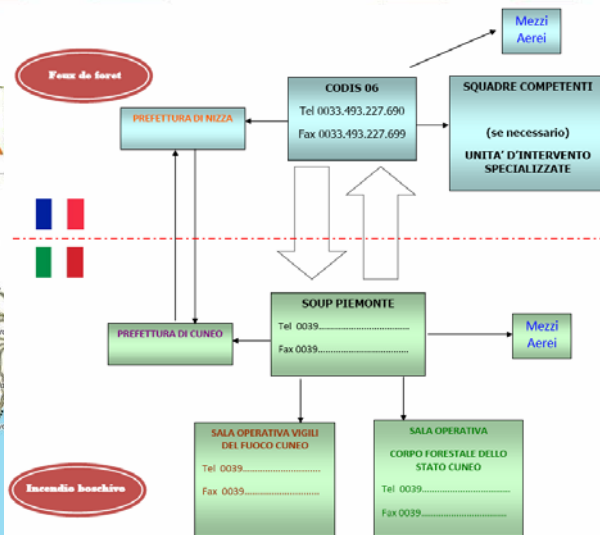 Mezzi
Aerei
Feux de foret
CODIS 06
Tel 0033.493.227.690
Fax 0033.493.227.699
SQUADRE COMPETENTI
(se necessario)
UNITA’ D’INTERVENTO
SPECIALIZZATE
PREFETTURA DI NIZZA
SOUP PIEMONTE
Tel 0039..................................
Fax 0039..................................
PREFETTURA DI CUNEO
Mezzi
Aerei
SALA OPERATIVA VIGILI
DEL FUOCO CUNEO
Tel 0039.............................
Fax 0039............................
SALA OPERATIVA
CORPO FORESTALE DELLO
STATO CUNEO
Tel 0039................................
Fax 0039................................
Incendio boschivo